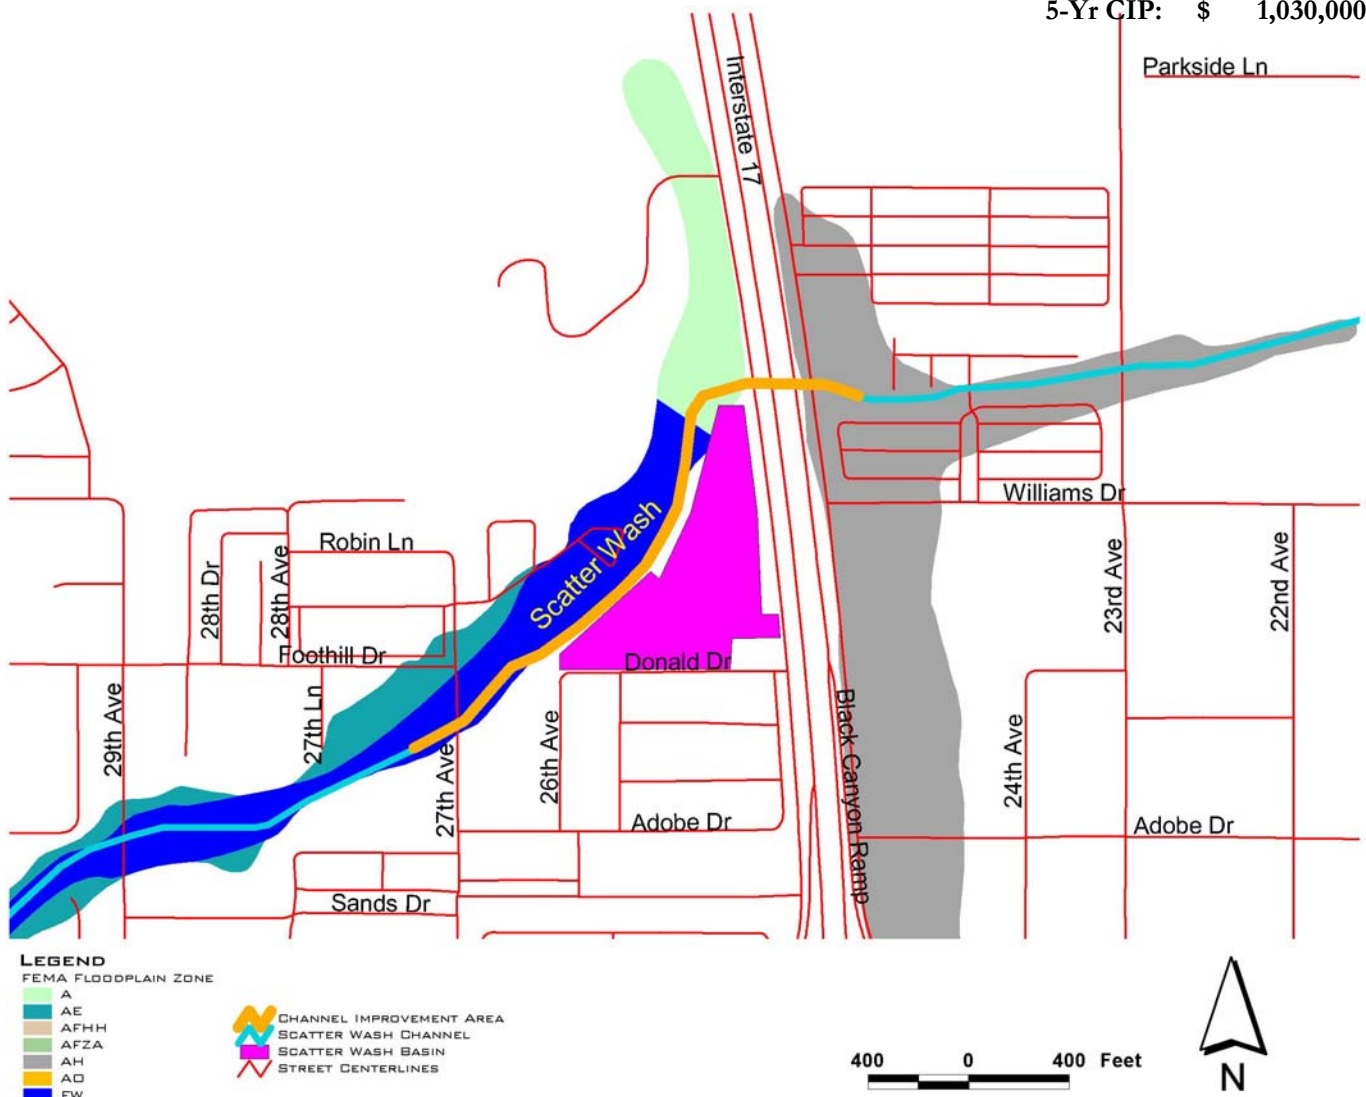 5-Yr CIP: $ 1,030,000
Parkside Ln
Interstate 17
Williams Dr
Robin Ln
Scatter Wash
28th Dr
28th Ave
23rd Ave
22nd Ave
Foothill Dr
Donald Dr
29th Ave
27th Ln
27th Ave
26th Ave
Black Canyon Ramp
24th Ave
Adobe Dr
Adobe Dr
Sands Dr
LEGEND
FEMA FLOODPLAIN ZONE
A
AE
AFHH
AFZA
AH
AO
FW
CHANNEL IMPROVEMENT AREA
SCATTER WASH CHANNEL
SCATTER WASH BASIN
STREET CENTERLINES
400 0 400 Feet
N